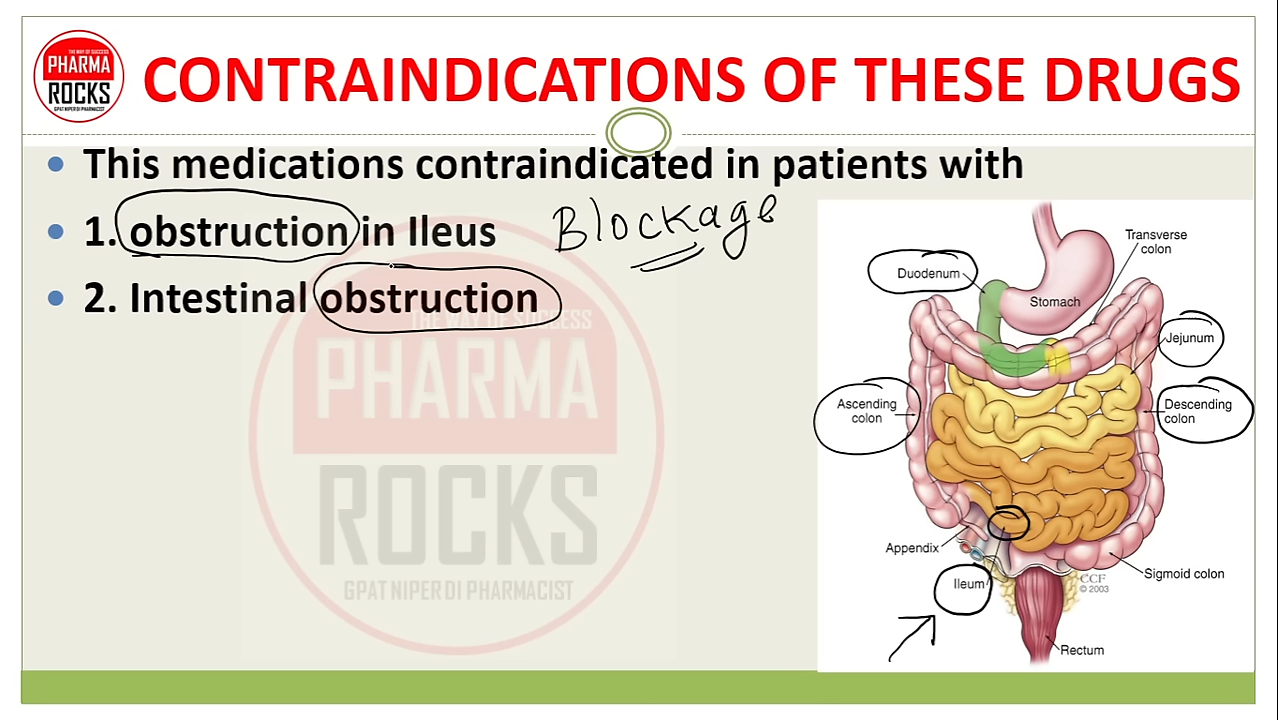 THE WAY OF SUCCESS
PHARMA
ROCKS
GPAT NIPER DI PHARMACIST
CONTRAINDICATIONS OF THESE DRUGS
• This medications contraindicated in patients with
• 1. obstruction in Ileus
Blockage
• 2. Intestinal obstruction
THE WAY OF SUCCESS
PHARMA
ROCKS
GPAT NIPER DI PHARMACIST
Transverse
colon
Duodenum
Stomach
Jejunum
Ascending
colon
Descending
colon
Appendix
Ileum
Sigmoid colon
CCF
© 2003
Rectum